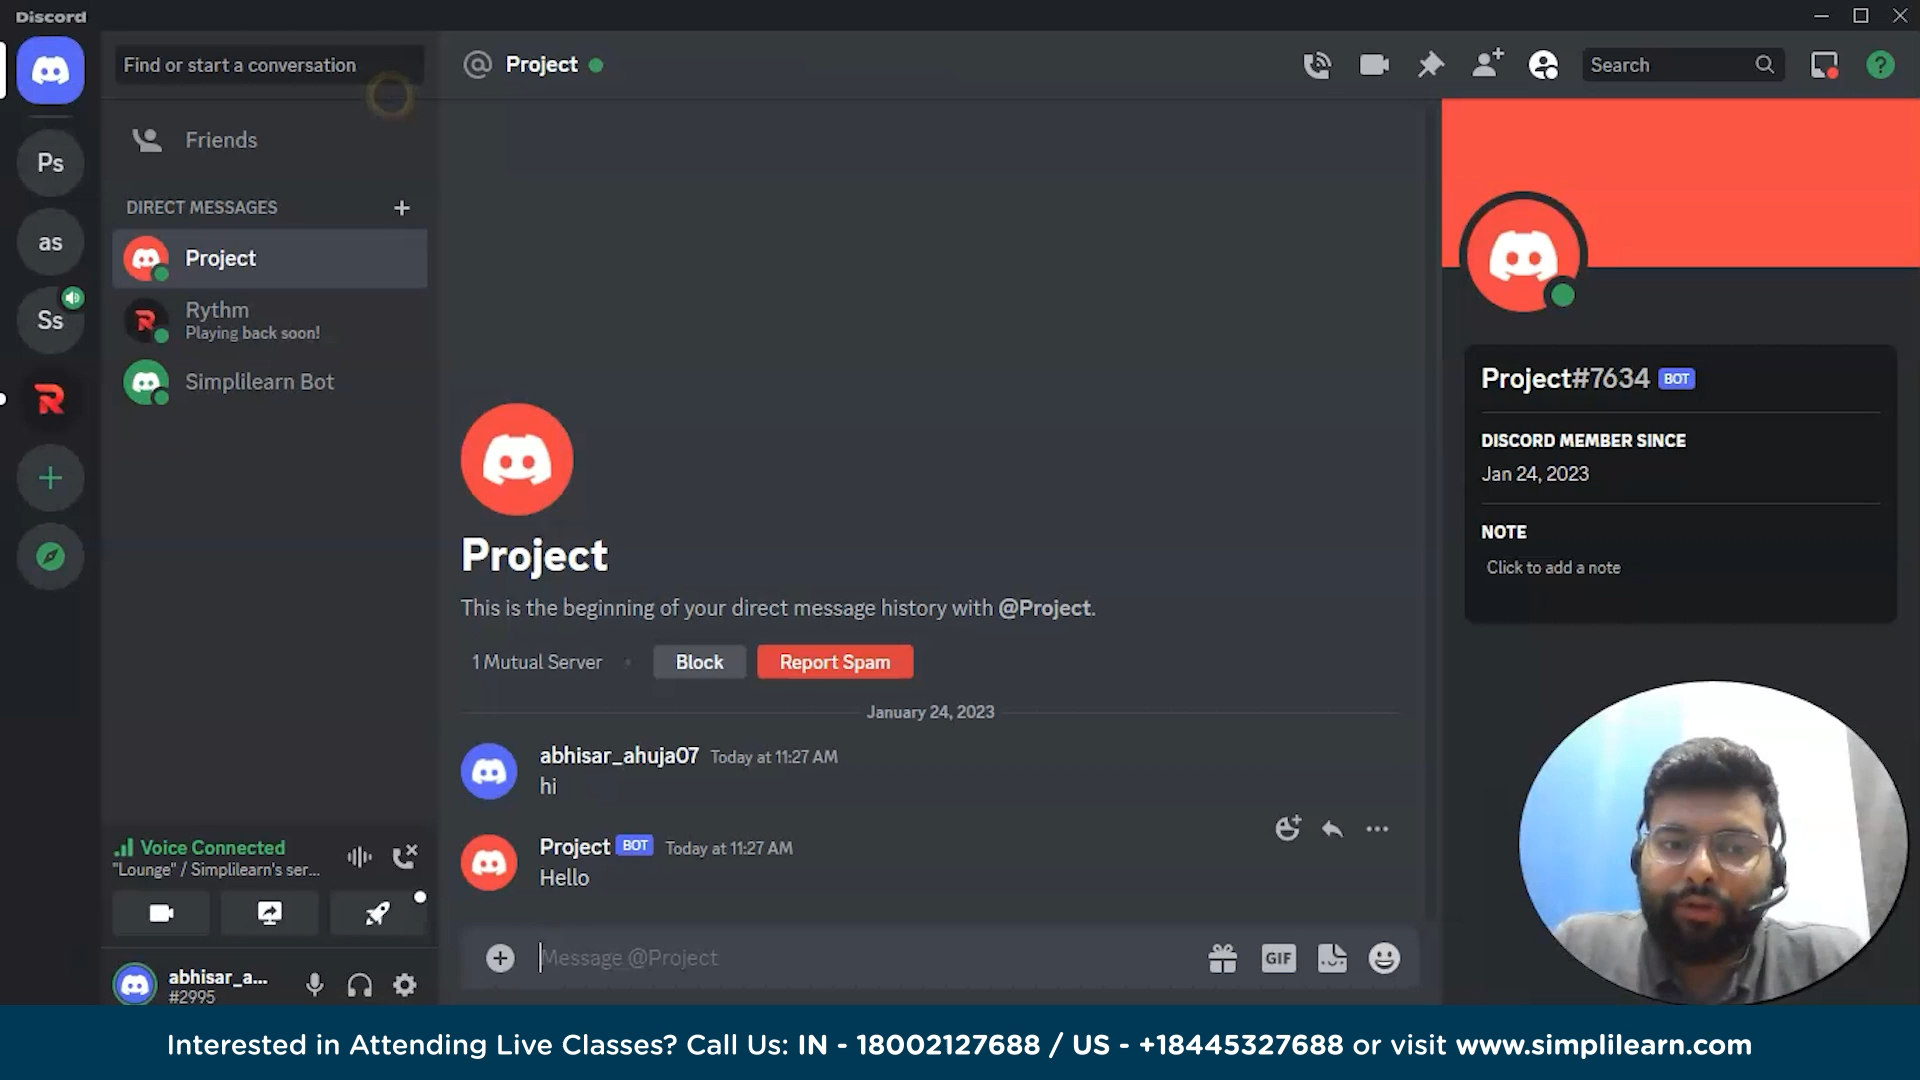 Discord
Find or start a conversation
Project
Search
Ps
Friends
DIRECT MESSAGES
as
Project
Ss
Rythm
Playing back soon!
Simplilearn Bot
R
Project#7634 BOT
DISCORD MEMBER SINCE
Jan 24, 2023
NOTE
Click to add a note
Project
This is the beginning of your direct message history with @Project.
1 Mutual Server
Block
Report Spam
January 24, 2023
abhisar_ahuja07 Today at 11:27 AM
hi
Project BOT Today at 11:27 AM
Hello
Voice Connected
"Lounge" / Simplilearn's ser...
Message @Project
GIF
abhisar_a...
#2995
Interested in Attending Live Classes? Call Us: IN - 18002127688 / US - +18445327688 or visit www.simplilearn.com